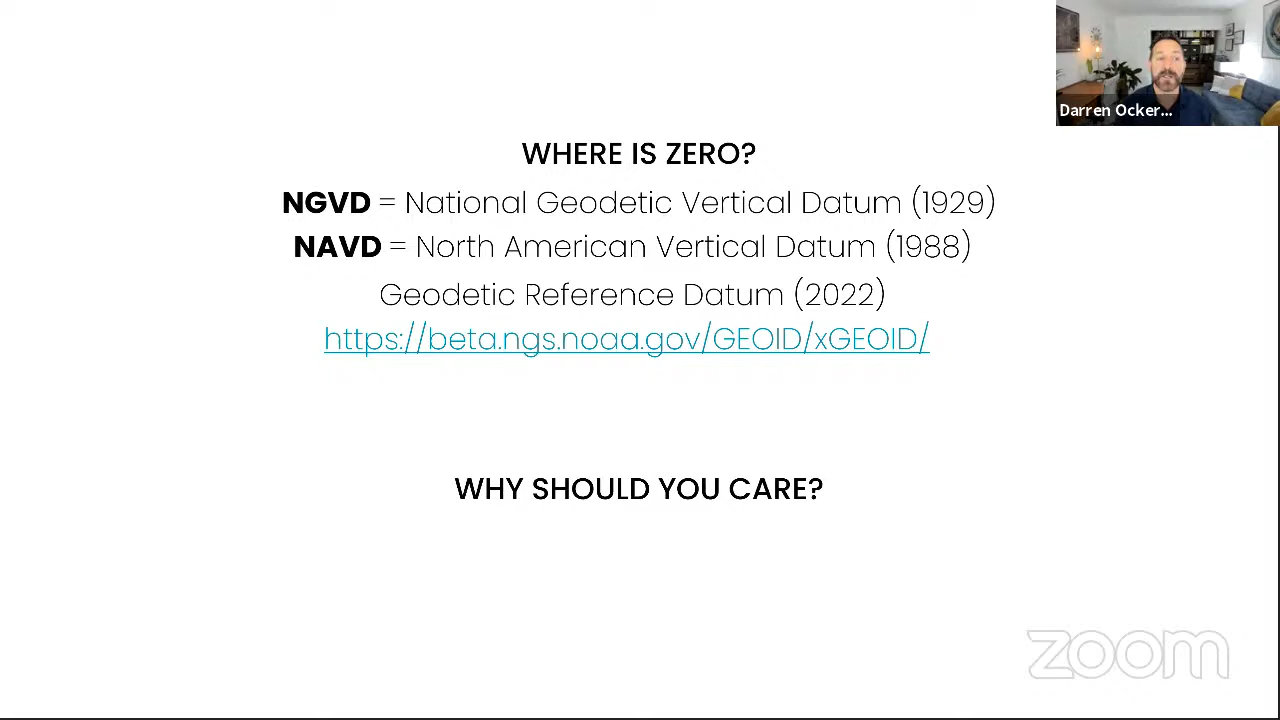 Darren Ocker...
WHERE IS ZERO?
NGVD = National Geodetic Vertical Datum (1929)
NAVD = North American Vertical Datum (1988)
Geodetic Reference Datum (2022)
https://beta.ngs.noaa.gov/GEOID/xGEOID/
WHY SHOULD YOU CARE?
zoom